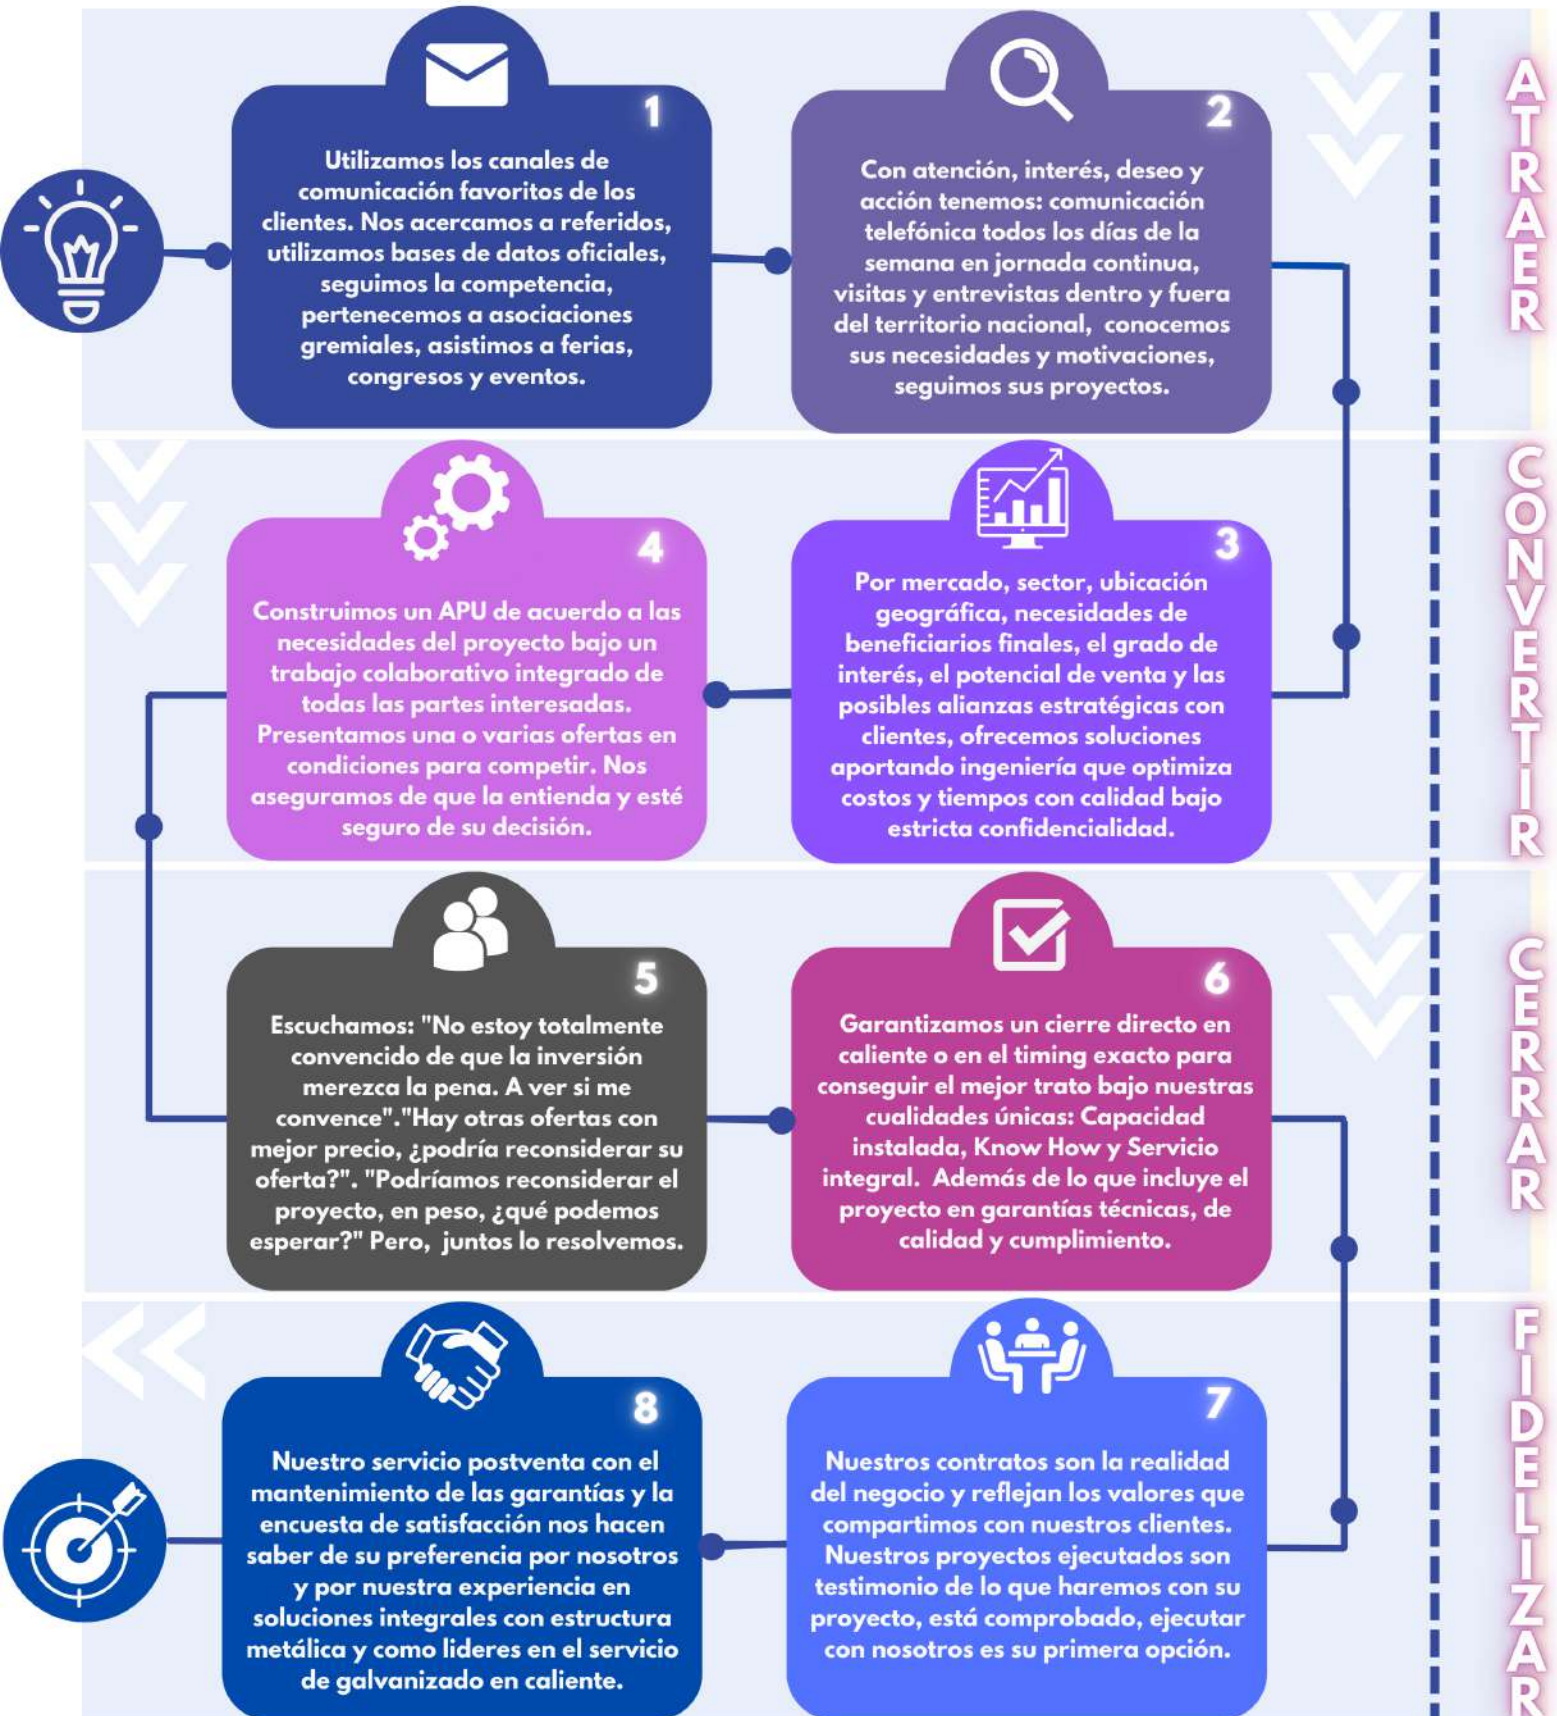 1
Utilizamos los canales de
comunicación favoritos de los
clientes. Nos acercamos a referidos,
utilizamos bases de datos oficiales,
seguimos la competencia,
pertenecemos a asociaciones
gremiales, asistimos a ferias,
congresos y eventos.
2
Con atención, interés, deseo y
acción tenemos: comunicación
telefónica todos los días de la
semana en jornada continua,
visitas y entrevistas dentro y fuera
del territorio nacional, conocemos
sus necesidades y motivaciones,
seguimos sus proyectos.
ATRAER
3
Por mercado, sector, ubicación
geográfica, necesidades de
beneficiarios finales, el grado de
interés, el potencial de venta y las
posibles alianzas estratégicas con
clientes, ofrecemos soluciones
aportando ingeniería que optimiza
costos y tiempos con calidad bajo
estricta confidencialidad.
4
Construimos un APU de acuerdo a las
necesidades del proyecto bajo un
trabajo colaborativo integrado de
todas las partes interesadas.
Presentamos una o varias ofertas en
condiciones para competir. Nos
aseguramos de que la entienda y esté
seguro de su decisión.
CONVERTIR
5
Escuchamos: "No estoy totalmente
convencido de que la inversión
merezca la pena. A ver si me
convence"."Hay otras ofertas con
mejor precio, ¿podría reconsiderar su
oferta?". "Podríamos reconsiderar el
proyecto, en peso, ¿qué podemos
esperar?" Pero, juntos lo resolvemos.
6
Garantizamos un cierre directo en
caliente o en el timing exacto para
conseguir el mejor trato bajo nuestras
cualidades únicas: Capacidad
instalada, Know How y Servicio
integral. Además de lo que incluye el
proyecto en garantías técnicas, de
calidad y cumplimiento.
CERRAR
7
Nuestros contratos son la realidad
del negocio y reflejan los valores que
compartimos con nuestros clientes.
Nuestros proyectos ejecutados son
testimonio de lo que haremos con su
proyecto, está comprobado, ejecutar
con nosotros es su primera opción.
8
Nuestro servicio postventa con el
mantenimiento de las garantías y la
encuesta de satisfacción nos hacen
saber de su preferencia por nosotros
y por nuestra experiencia en
soluciones integrales con estructura
metálica y como lideres en el servicio
de galvanizado en caliente.
FIDELIZAR